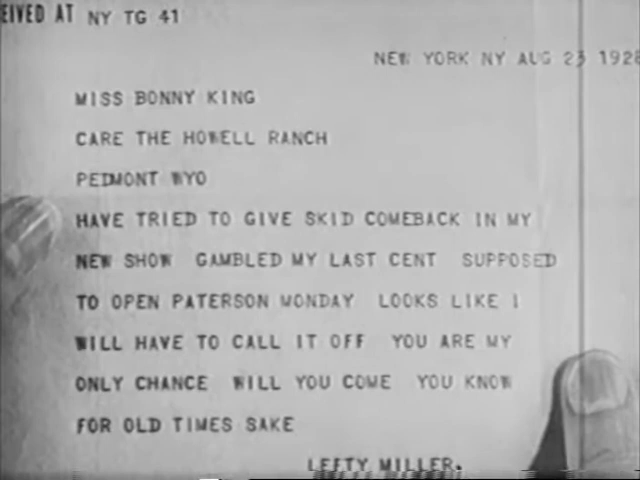 EIVED AT NY TG 41
NEW YORK NY AUG 23 1928
MISS BONNY KING
CARE THE HOWELL RANCH
PEDMONT WYO
HAVE TRIED TO GIVE SKID COMEBACK IN MY
NEW SHOW GAMBLED MY LAST CENT SUPPOSED
TO OPEN PATERSON MONDAY LOOKS LIKE I
WILL HAVE TO CALL IT OFF YOU ARE MY
ONLY CHANCE WILL YOU COME YOU KNOW
FOR OLD TIMES SAKE
LEFTY MILLER.